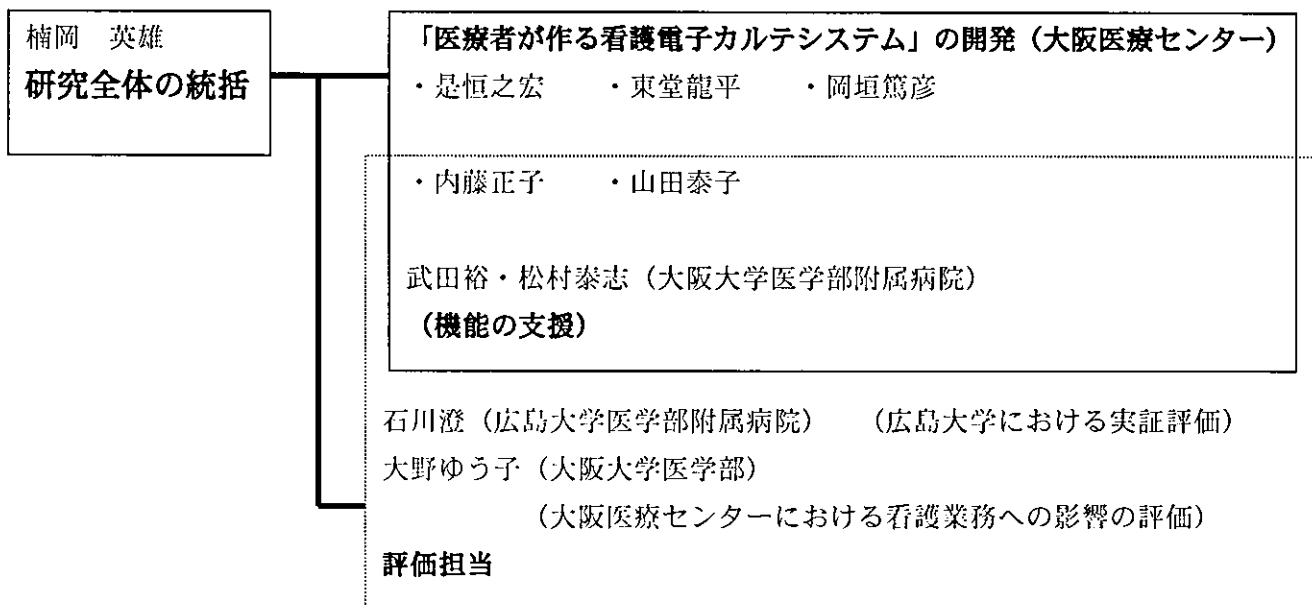 楠岡 英雄
研究全体の統括
「医療者が作る看護電子カルテシステム」の開発（大阪医療センター）
・是恒之宏 ・東堂龍平 ・岡垣篤彦
・内藤正子 ・山田泰子
武田裕・松村泰志（大阪大学医学部附属病院）
（機能の支援）
石川澄（広島大学医学部附属病院） （広島大学における実証評価）
大野ゆう子（大阪大学医学部）
（大阪医療センターにおける看護業務への影響の評価）
評価担当